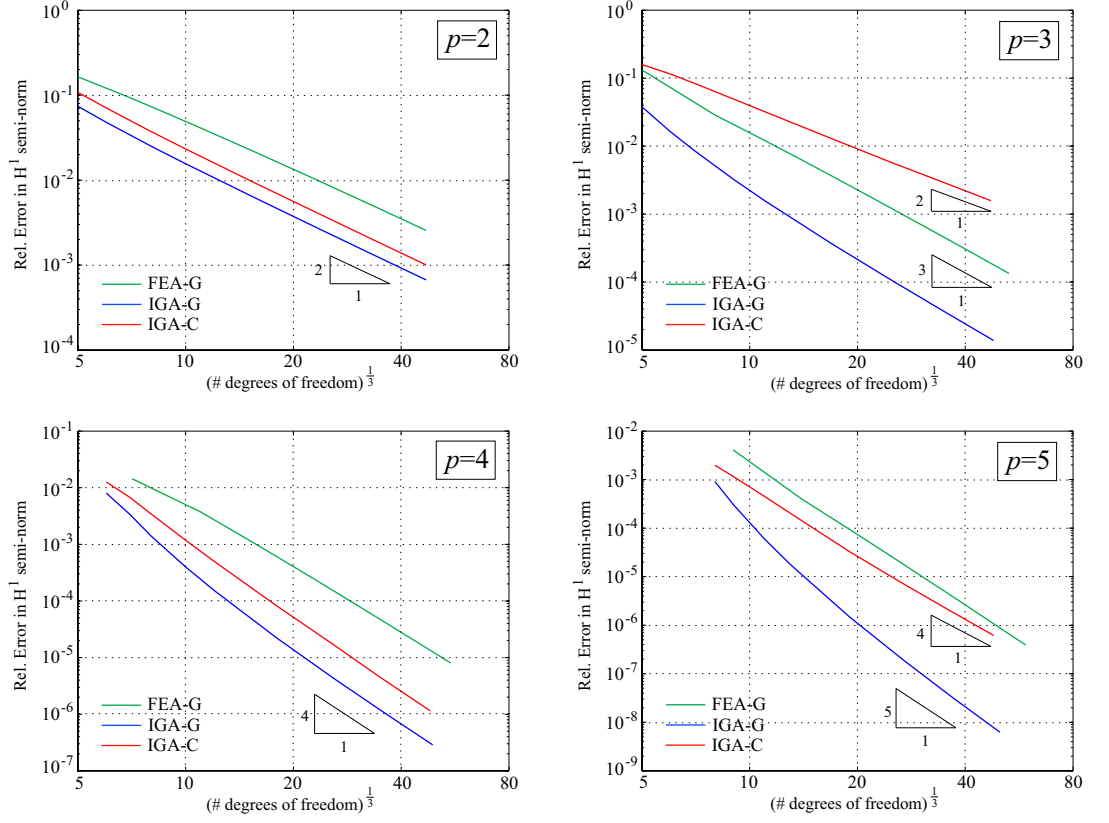 p=2
Rel. Error in H^1 semi-norm
10^0
10^-1
10^-2
10^-3
10^-4
2
1
FEA-G
IGA-G
IGA-C
5 10 20 40 80
(# degrees of freedom)^1/3
p=3
Rel. Error in H^1 semi-norm
10^0
10^-1
10^-2
10^-3
10^-4
10^-5
2
1
3
1
FEA-G
IGA-G
IGA-C
5 10 20 40 80
(# degrees of freedom)^1/3
p=4
Rel. Error in H^1 semi-norm
10^-1
10^-2
10^-3
10^-4
10^-5
10^-6
10^-7
4
1
FEA-G
IGA-G
IGA-C
5 10 20 40 80
(# degrees of freedom)^1/3
p=5
Rel. Error in H^1 semi-norm
10^-2
10^-3
10^-4
10^-5
10^-6
10^-7
10^-8
10^-9
4
1
5
1
FEA-G
IGA-G
IGA-C
5 10 20 40 80
(# degrees of freedom)^1/3